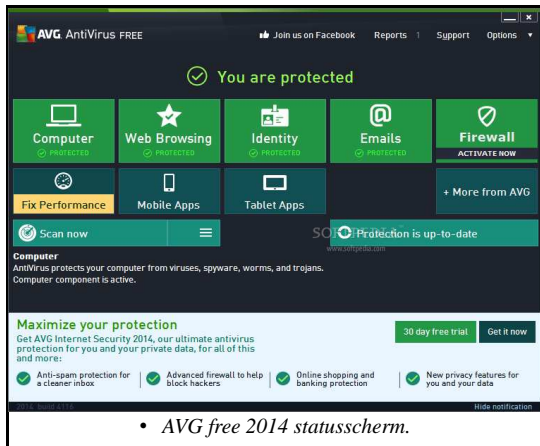 AVG. AntiVirus FREE
Join us on Facebook Reports 1 Support Options
You are protected
Computer
PROTECTED
Web Browsing
PROTECTED
Identity
PROTECTED
Emails
PROTECTED
Firewall
ACTIVATE NOW
Fix Performance
Mobile Apps
Tablet Apps
+ More from AVG
Scan now
SOFTPEDIA
www.softpedia.com
Protection is up-to-date
Computer
AntiVirus protects your computer from viruses, spyware, worms, and trojans.
Computer component is active.
Maximize your protection
Get AVG Internet Security 2014, our ultimate antivirus
protection for you and your private data, for all of this
and more:
30 day free trial
Get it now
Anti-spam protection for
a cleaner inbox
Advanced firewall to help
block hackers
Online shopping and
banking protection
New privacy features for
you and your data
2014 build 4116
Hide notification
• AVG free 2014 statusscherm.